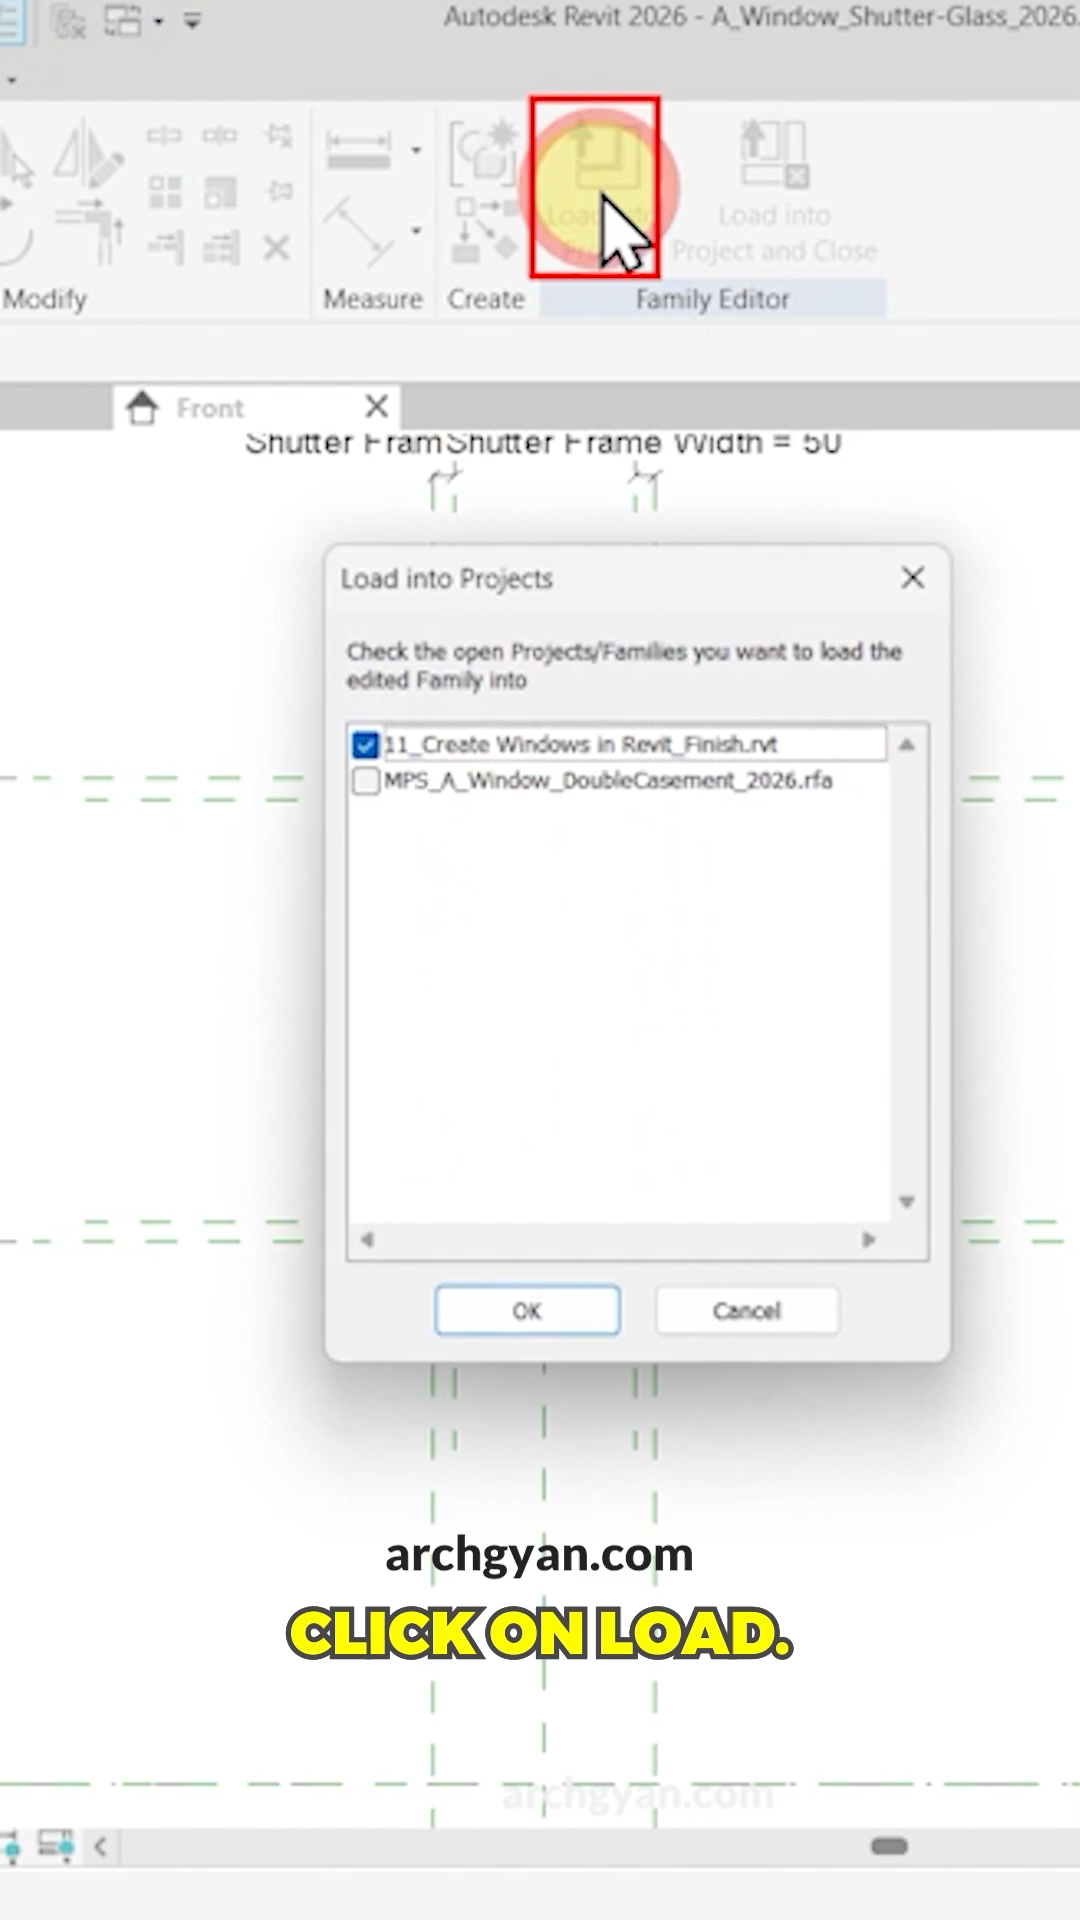 Autodesk Revit 2026 - A_Window_Shutter-Glass_2026.
Load into
Load into
Project and Close
Modify
Measure
Create
Family Editor
Front
Shutter FramShutter Frame Width = 50
Load into Projects
Check the open Projects/Families you want to load the
edited Family into
11_Create Windows in Revit_Finish.rvt
MPS_A_Window_DoubleCasement_2026.rfa
OK
Cancel
archgyan.com
CLICK ON LOAD.
archgyan.com